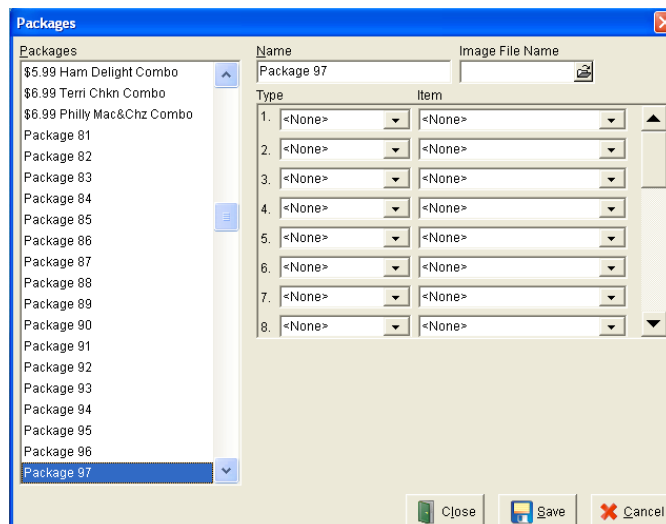 Packages
Packages
$5.99 Ham Delight Combo
$6.99 Terri Chkn Combo
$6.99 Philly Mac&Chz Combo
Package 81
Package 82
Package 83
Package 84
Package 85
Package 86
Package 87
Package 88
Package 89
Package 90
Package 91
Package 92
Package 93
Package 94
Package 95
Package 96
Package 97
Name
Image File Name
Package 97
Type Item
1. <None> <None>
2. <None> <None>
3. <None> <None>
4. <None> <None>
5. <None> <None>
6. <None> <None>
7. <None> <None>
8. <None> <None>
Close Save Cancel